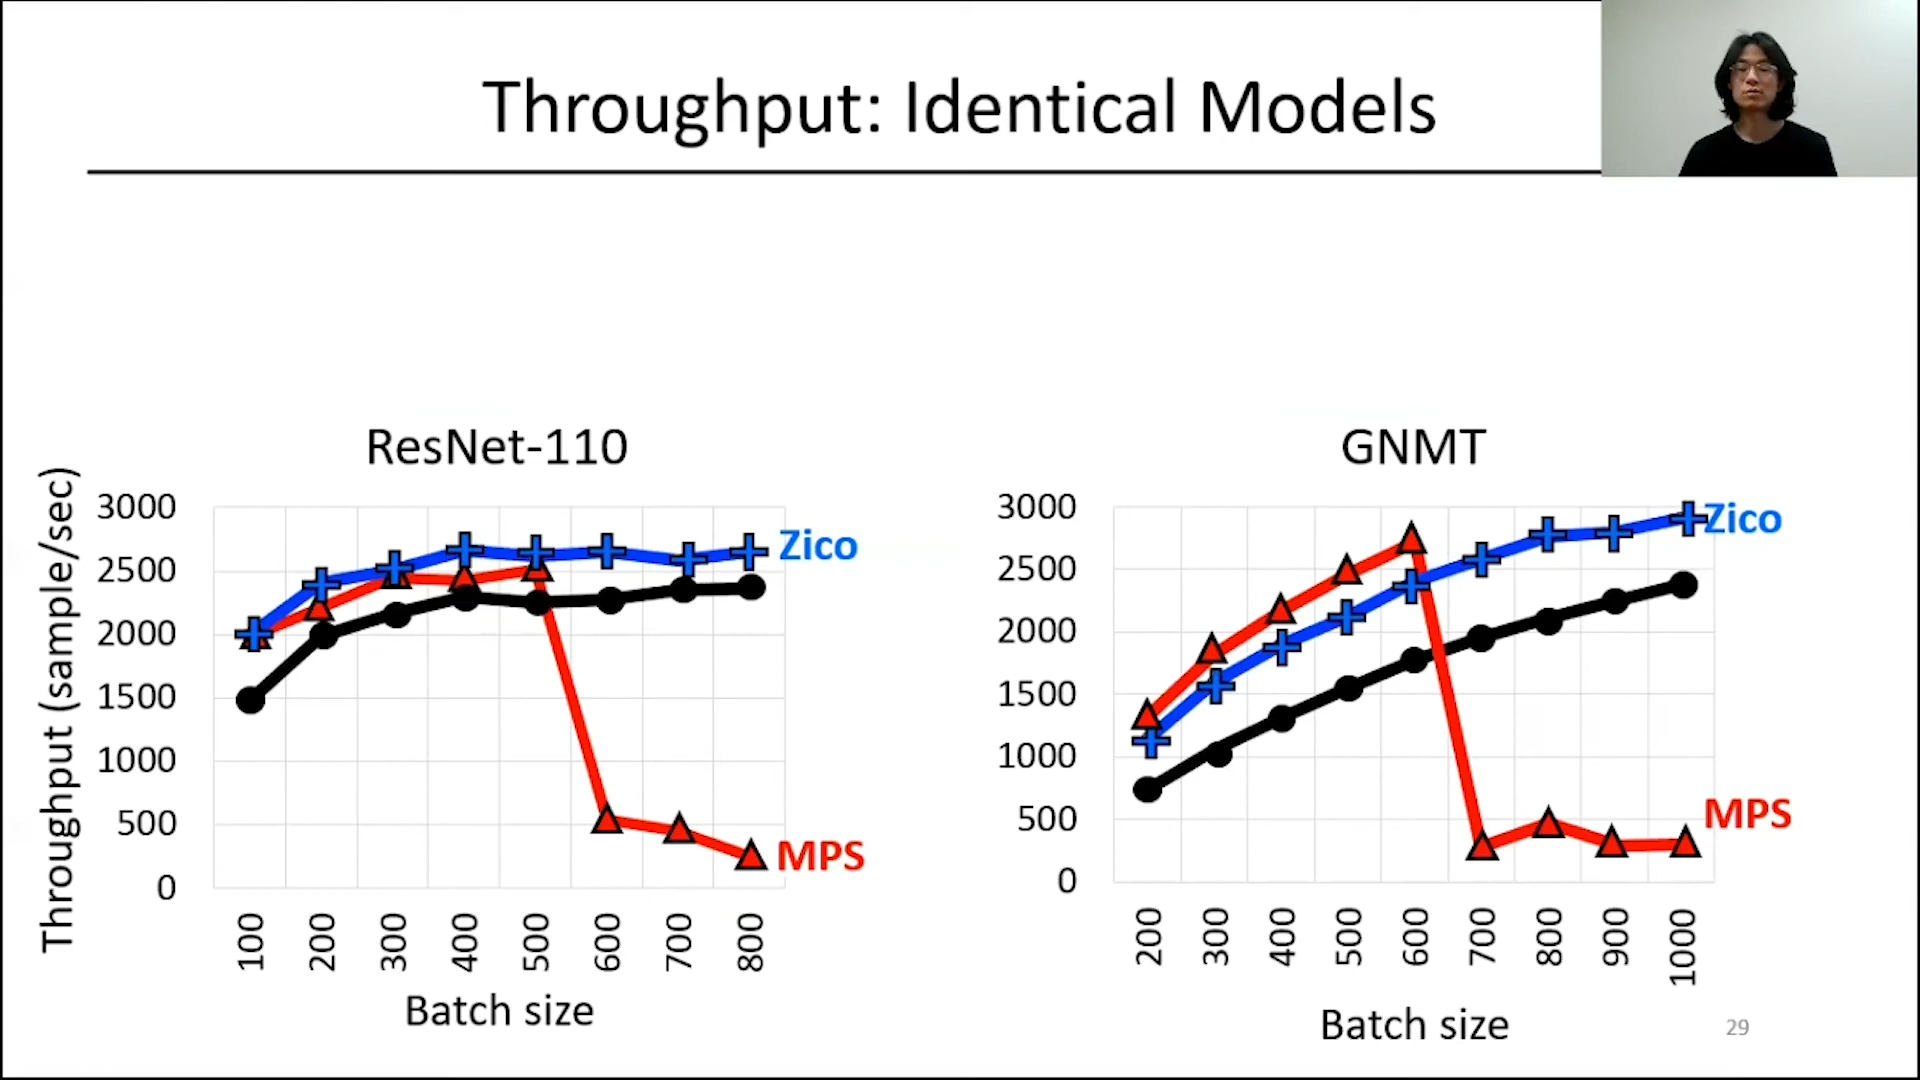 Throughput: Identical Models
ResNet-110
Throughput (sample/sec)
3000
2500
2000
1500
1000
500
0
Zico
MPS
100 200 300 400 500 600 700 800
Batch size
GNMT
3000
2500
2000
1500
1000
500
0
Zico
MPS
200 300 400 500 600 700 800 900 1000
Batch size
29